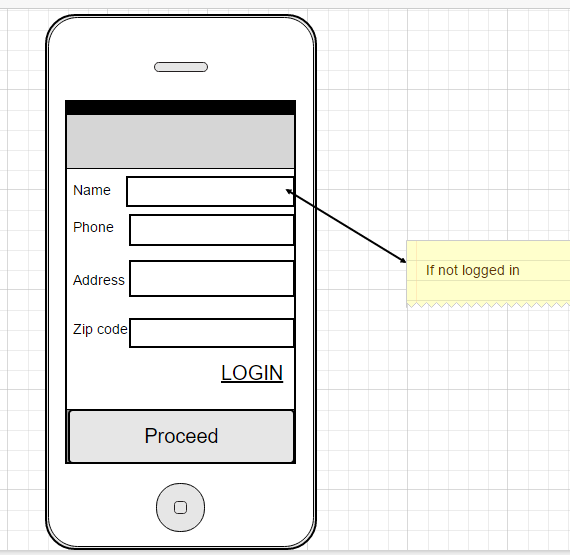 Name
Phone
If not logged in
Address
Zip code
LOGIN
Proceed